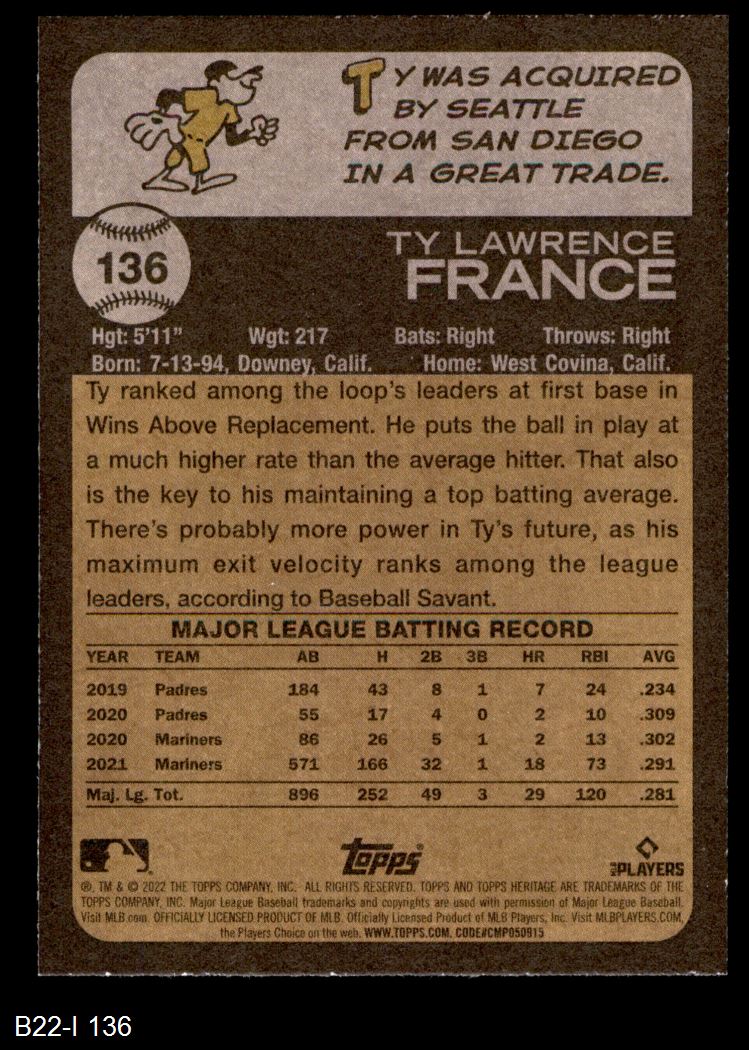 TY WAS ACQUIRED
BY SEATTLE
FROM SAN DIEGO
IN A GREAT TRADE.
136
TY LAWRENCE
FRANCE
Hgt: 5'11" Wgt: 217 Bats: Right Throws: Right
Born: 7-13-94, Downey, Calif. Home: West Covina, Calif.
Ty ranked among the loop's leaders at first base in
Wins Above Replacement. He puts the ball in play at
a much higher rate than the average hitter. That also
is the key to his maintaining a top batting average.
There's probably more power in Ty's future, as his
maximum exit velocity ranks among the league
leaders, according to Baseball Savant.
MAJOR LEAGUE BATTING RECORD
YEAR TEAM AB H 2B 3B HR RBI AVG
2019 Padres 184 43 8 1 7 24 .234
2020 Padres 55 17 4 0 2 10 .309
2020 Mariners 86 26 5 1 2 13 .302
2021 Mariners 571 166 32 1 18 73 .291
Maj. Lg. Tot. 896 252 49 3 29 120 .281
Topps
MLB PLAYERS
®, TM & © 2022 THE TOPPS COMPANY, INC. ALL RIGHTS RESERVED. TOPPS AND TOPPS HERITAGE ARE TRADEMARKS OF THE
TOPPS COMPANY, INC. Major League Baseball trademarks and copyrights are used with permission of Major League Baseball.
Visit MLB.com. OFFICIALLY LICENSED PRODUCT OF MLB. Officially Licensed Product of MLB Players, Inc. Visit MLBPLAYERS.COM,
the Players Choice on the web. WWW.TOPPS.COM. CODE#CMP050915
B22-I 136